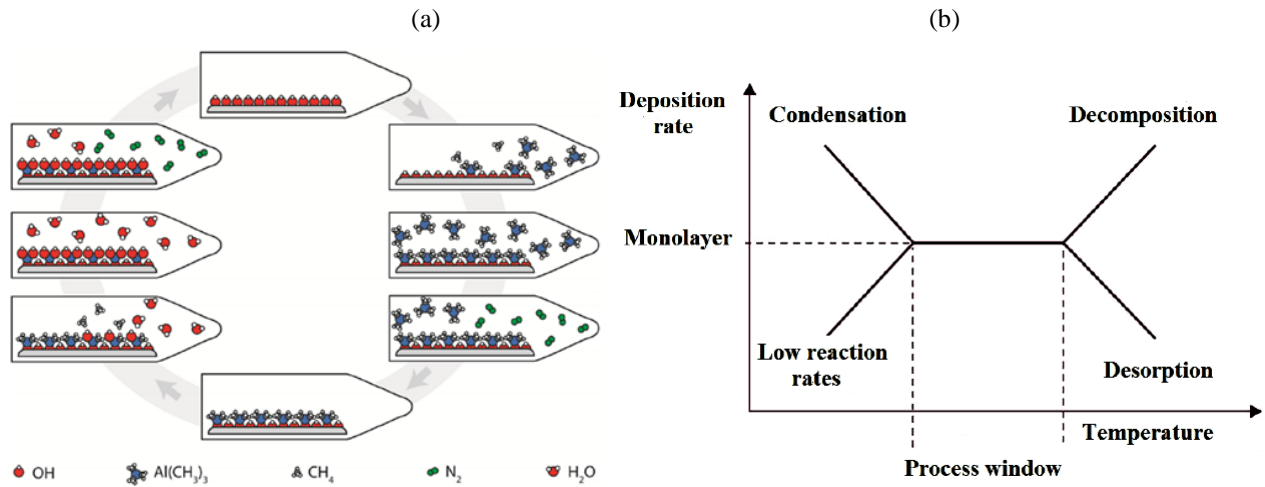 (a)
(b)
OH
Al(CH₃)₃
CH₄
N₂
H₂O
Deposition
rate
Condensation
Decomposition
Monolayer
Low reaction
rates
Desorption
Temperature
Process window